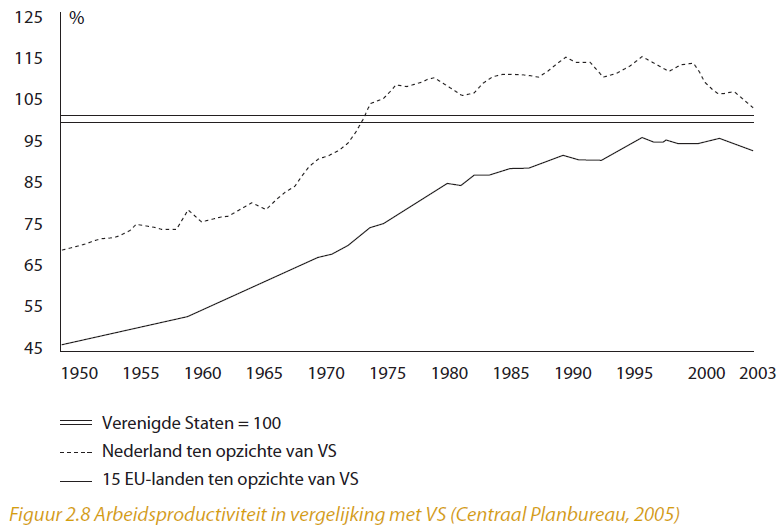 125 %
115
105
95
85
75
65
55
45
1950 1955 1960 1965 1970 1975 1980 1985 1990 1995 2000 2003
Verenigde Staten = 100
Nederland ten opzichte van VS
15 EU-landen ten opzichte van VS
Figuur 2.8 Arbeidsproductiviteit in vergelijking met VS (Centraal Planbureau, 2005)